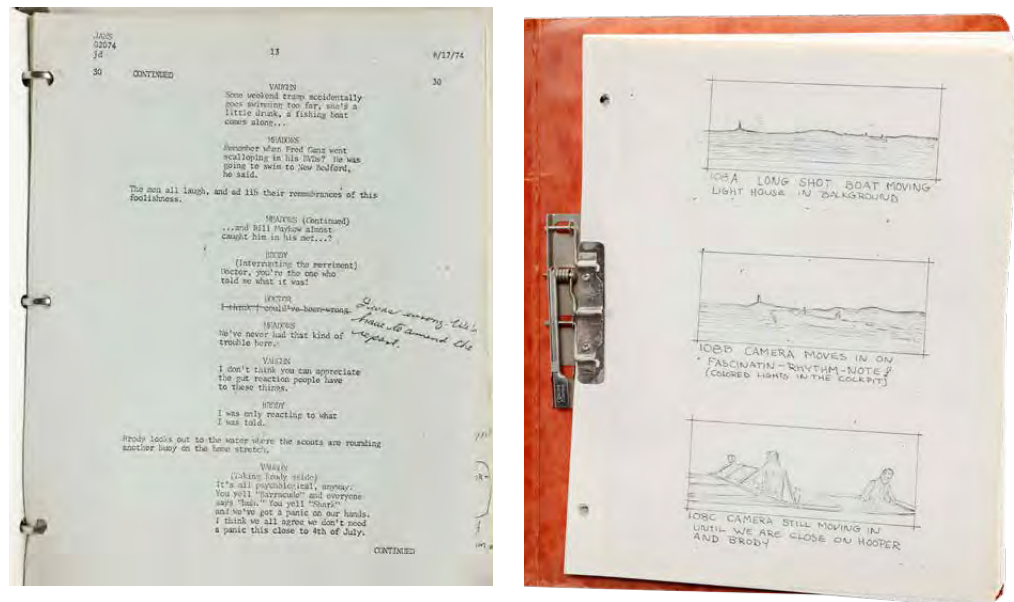 JAWS
02074
jd
13
6/17/74
30 CONTINUED 30
VAUGHN
Some weekend tramp accidentally
goes swimming too far, she's a
little drunk, a fishing boat
comes along...
MEADOWS
Remember when Fred Ganz went
scalloping in his BVDs? He was
going to swim to New Bedford,
he said.
The men all laugh, and ad lib their remembrances of this
foolishness.
MEADOWS (Continued)
...and Bill Mayhew almost
caught him in his net...?
BRODY
(Interrupting the merriment)
Doctor, you're the one who
told me what it was!
DOCTOR
I think I could've been wrong.
I was wrong. We'll
have to amend the
report.
MEADOWS
We've never had that kind of
trouble here.
VAUGHN
I don't think you can appreciate
the gut reaction people have
to these things.
BRODY
I was only reacting to what
I was told.
Brody looks out to the water where the scouts are rounding
another buoy on the home stretch.
VAUGHN
(Taking Brody aside)
It's all psychological, anyway.
You yell "Barracuda" and everyone
says "huh." You yell "Shark"
and we've got a panic on our hands.
I think we all agree we don't need
a panic this close to 4th of July.
CONTINUED
108A LONG SHOT BOAT MOVING
LIGHT HOUSE IN BACKGROUND
108B CAMERA MOVES IN ON
FASCINATIN-RHYTHM-NOTE!
(COLORED LIGHTS IN THE COCKPIT)
108C CAMERA STILL MOVING IN
UNTIL WE ARE CLOSE ON HOOPER
AND BRODY